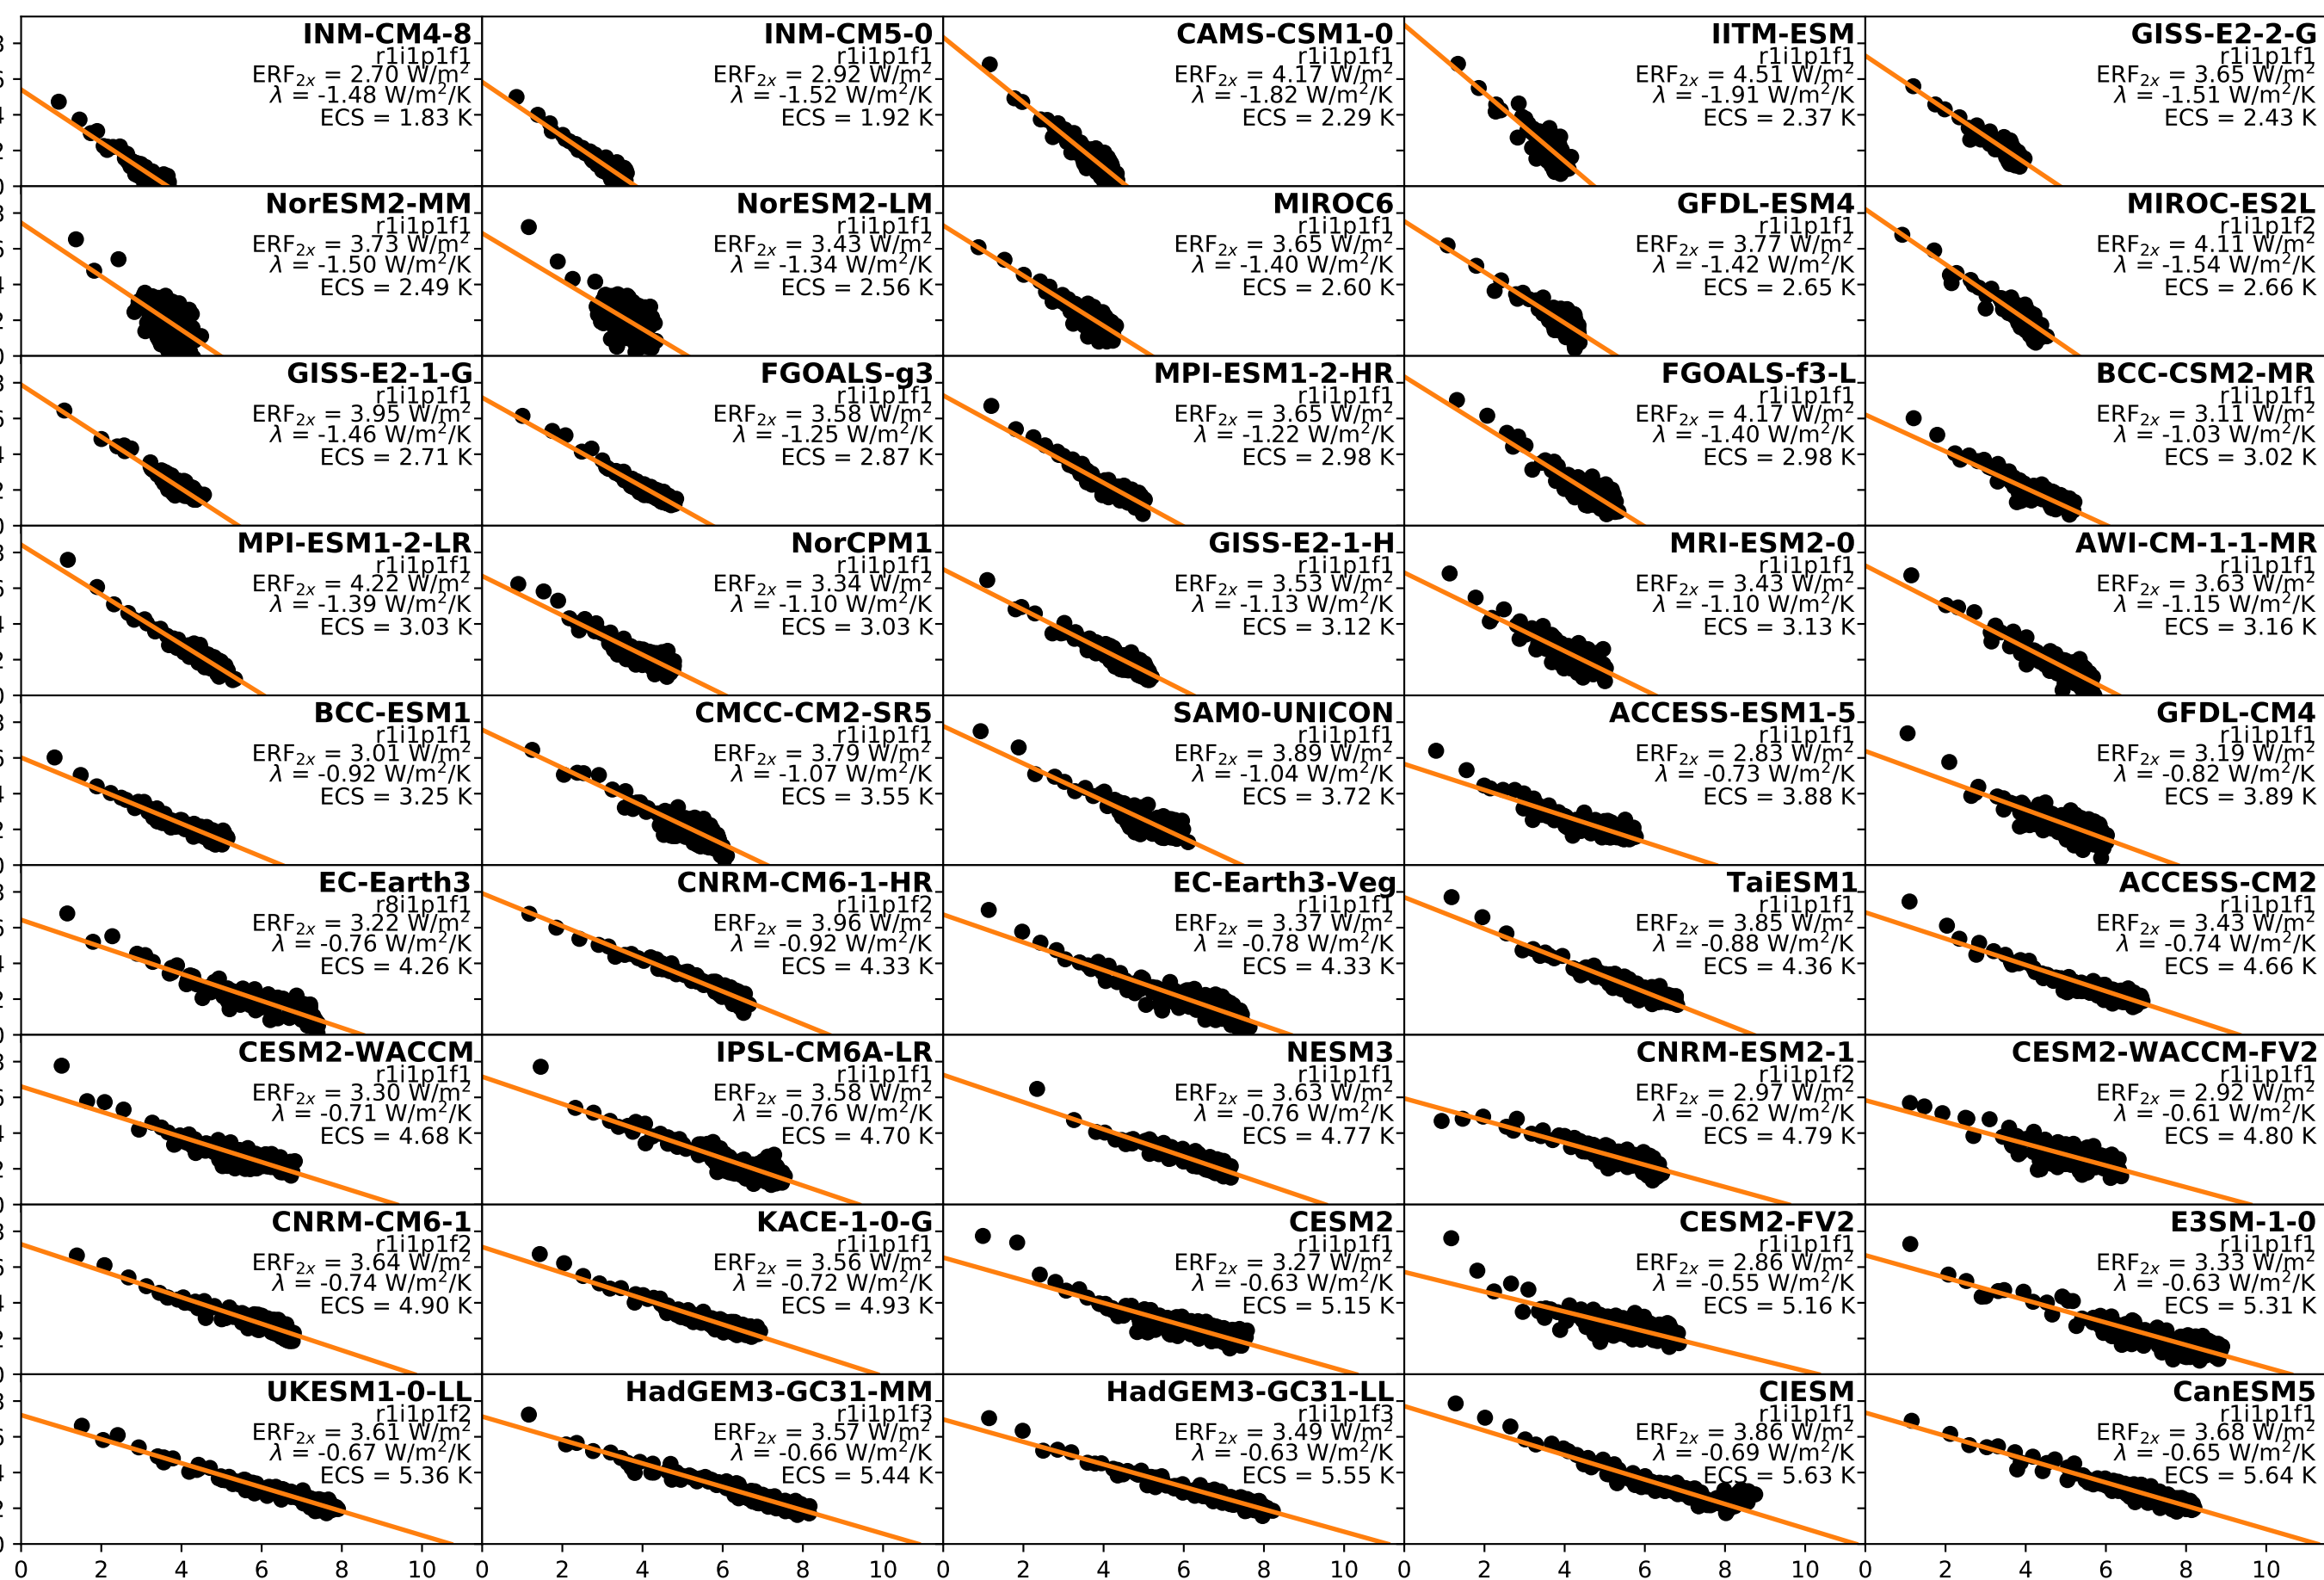 INM-CM4-8
r1i1p1f1
ERF2x = 2.70 W/m²
λ = -1.48 W/m²/K
ECS = 1.83 K
INM-CM5-0
r1i1p1f1
ERF2x = 2.92 W/m²
λ = -1.52 W/m²/K
ECS = 1.92 K
CAMS-CSM1-0
r1i1p1f1
ERF2x = 4.17 W/m²
λ = -1.82 W/m²/K
ECS = 2.29 K
IITM-ESM
r1i1p1f1
ERF2x = 4.51 W/m²
λ = -1.91 W/m²/K
ECS = 2.37 K
GISS-E2-2-G
r1i1p1f1
ERF2x = 3.65 W/m²
λ = -1.51 W/m²/K
ECS = 2.43 K
NorESM2-MM
r1i1p1f1
ERF2x = 3.73 W/m²
λ = -1.50 W/m²/K
ECS = 2.49 K
NorESM2-LM
r1i1p1f1
ERF2x = 3.43 W/m²
λ = -1.34 W/m²/K
ECS = 2.56 K
MIROC6
r1i1p1f1
ERF2x = 3.65 W/m²
λ = -1.40 W/m²/K
ECS = 2.60 K
GFDL-ESM4
r1i1p1f1
ERF2x = 3.77 W/m²
λ = -1.42 W/m²/K
ECS = 2.65 K
MIROC-ES2L
r1i1p1f2
ERF2x = 4.11 W/m²
λ = -1.54 W/m²/K
ECS = 2.66 K
GISS-E2-1-G
r1i1p1f1
ERF2x = 3.95 W/m²
λ = -1.46 W/m²/K
ECS = 2.71 K
FGOALS-g3
r1i1p1f1
ERF2x = 3.58 W/m²
λ = -1.25 W/m²/K
ECS = 2.87 K
MPI-ESM1-2-HR
r1i1p1f1
ERF2x = 3.65 W/m²
λ = -1.22 W/m²/K
ECS = 2.98 K
FGOALS-f3-L
r1i1p1f1
ERF2x = 4.17 W/m²
λ = -1.40 W/m²/K
ECS = 2.98 K
BCC-CSM2-MR
r1i1p1f1
ERF2x = 3.11 W/m²
λ = -1.03 W/m²/K
ECS = 3.02 K
MPI-ESM1-2-LR
r1i1p1f1
ERF2x = 4.22 W/m²
λ = -1.39 W/m²/K
ECS = 3.03 K
NorCPM1
r1i1p1f1
ERF2x = 3.34 W/m²
λ = -1.10 W/m²/K
ECS = 3.03 K
GISS-E2-1-H
r1i1p1f1
ERF2x = 3.53 W/m²
λ = -1.13 W/m²/K
ECS = 3.12 K
MRI-ESM2-0
r1i1p1f1
ERF2x = 3.43 W/m²
λ = -1.10 W/m²/K
ECS = 3.13 K
AWI-CM-1-1-MR
r1i1p1f1
ERF2x = 3.63 W/m²
λ = -1.15 W/m²/K
ECS = 3.16 K
BCC-ESM1
r1i1p1f1
ERF2x = 3.01 W/m²
λ = -0.92 W/m²/K
ECS = 3.25 K
CMCC-CM2-SR5
r1i1p1f1
ERF2x = 3.79 W/m²
λ = -1.07 W/m²/K
ECS = 3.55 K
SAM0-UNICON
r1i1p1f1
ERF2x = 3.89 W/m²
λ = -1.04 W/m²/K
ECS = 3.72 K
ACCESS-ESM1-5
r1i1p1f1
ERF2x = 2.83 W/m²
λ = -0.73 W/m²/K
ECS = 3.88 K
GFDL-CM4
r1i1p1f1
ERF2x = 3.19 W/m²
λ = -0.82 W/m²/K
ECS = 3.89 K
EC-Earth3
r8i1p1f1
ERF2x = 3.22 W/m²
λ = -0.76 W/m²/K
ECS = 4.26 K
CNRM-CM6-1-HR
r1i1p1f2
ERF2x = 3.96 W/m²
λ = -0.92 W/m²/K
ECS = 4.33 K
EC-Earth3-Veg
r1i1p1f1
ERF2x = 3.37 W/m²
λ = -0.78 W/m²/K
ECS = 4.33 K
TaiESM1
r1i1p1f1
ERF2x = 3.85 W/m²
λ = -0.88 W/m²/K
ECS = 4.36 K
ACCESS-CM2
r1i1p1f1
ERF2x = 3.43 W/m²
λ = -0.74 W/m²/K
ECS = 4.66 K
CESM2-WACCM
r1i1p1f1
ERF2x = 3.30 W/m²
λ = -0.71 W/m²/K
ECS = 4.68 K
IPSL-CM6A-LR
r1i1p1f1
ERF2x = 3.58 W/m²
λ = -0.76 W/m²/K
ECS = 4.70 K
NESM3
r1i1p1f1
ERF2x = 3.63 W/m²
λ = -0.76 W/m²/K
ECS = 4.77 K
CNRM-ESM2-1
r1i1p1f2
ERF2x = 2.97 W/m²
λ = -0.62 W/m²/K
ECS = 4.79 K
CESM2-WACCM-FV2
r1i1p1f1
ERF2x = 2.92 W/m²
λ = -0.61 W/m²/K
ECS = 4.80 K
CNRM-CM6-1
r1i1p1f2
ERF2x = 3.64 W/m²
λ = -0.74 W/m²/K
ECS = 4.90 K
KACE-1-0-G
r1i1p1f1
ERF2x = 3.56 W/m²
λ = -0.72 W/m²/K
ECS = 4.93 K
CESM2
r1i1p1f1
ERF2x = 3.27 W/m²
λ = -0.63 W/m²/K
ECS = 5.15 K
CESM2-FV2
r1i1p1f1
ERF2x = 2.86 W/m²
λ = -0.55 W/m²/K
ECS = 5.16 K
E3SM-1-0
r1i1p1f1
ERF2x = 3.33 W/m²
λ = -0.63 W/m²/K
ECS = 5.31 K
UKESM1-0-LL
r1i1p1f2
ERF2x = 3.61 W/m²
λ = -0.67 W/m²/K
ECS = 5.36 K
HadGEM3-GC31-MM
r1i1p1f3
ERF2x = 3.57 W/m²
λ = -0.66 W/m²/K
ECS = 5.44 K
HadGEM3-GC31-LL
r1i1p1f3
ERF2x = 3.49 W/m²
λ = -0.63 W/m²/K
ECS = 5.55 K
CIESM
r1i1p1f1
ERF2x = 3.86 W/m²
λ = -0.69 W/m²/K
ECS = 5.63 K
CanESM5
r1i1p1f1
ERF2x = 3.68 W/m²
λ = -0.65 W/m²/K
ECS = 5.64 K
0 2 4 6 8 10 0 2 4 6 8 10 0 2 4 6 8 10 0 2 4 6 8 10 0 2 4 6 8 10